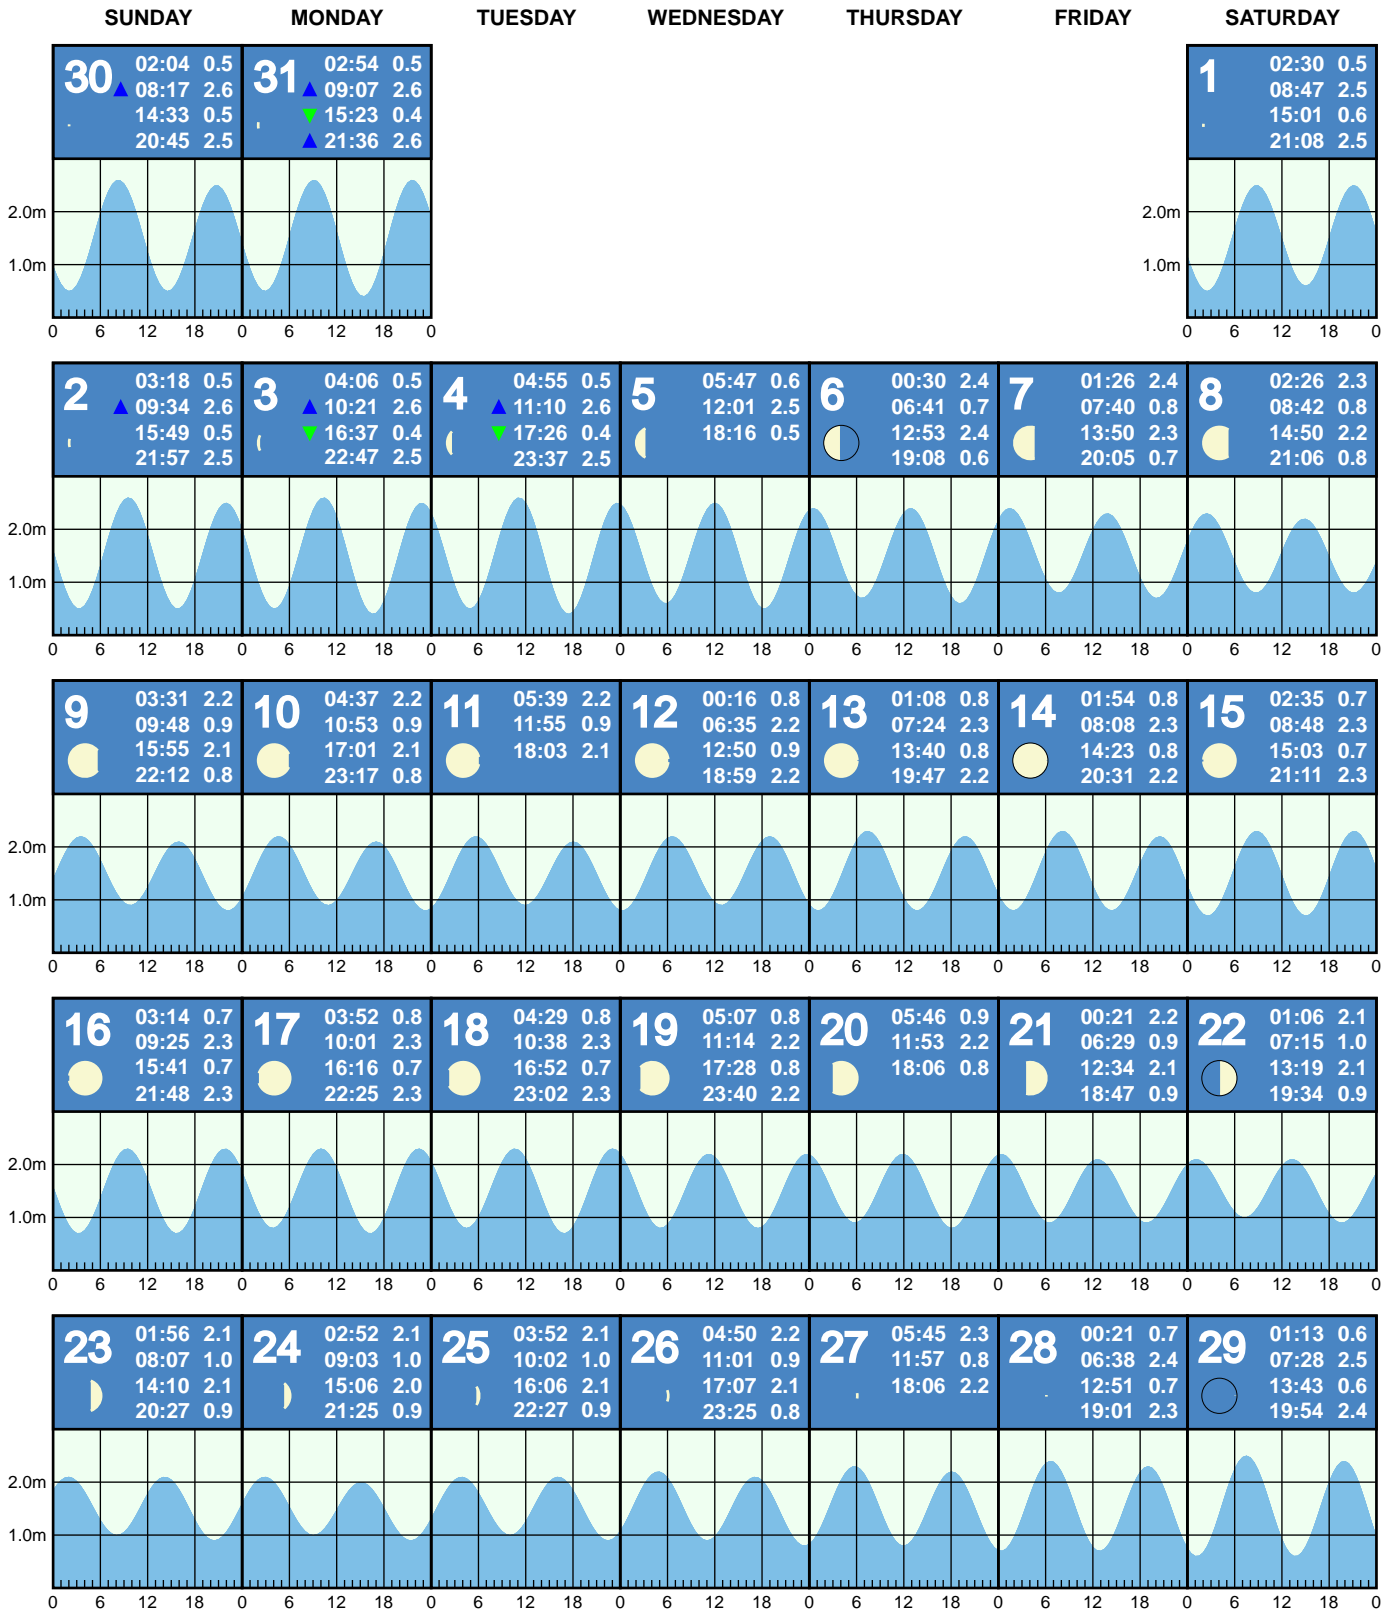 SUNDAY MONDAY TUESDAY WEDNESDAY THURSDAY FRIDAY SATURDAY
30 02:04 0.5
08:17 2.6
14:33 0.5
20:45 2.5
31 02:54 0.5
09:07 2.6
15:23 0.4
21:36 2.6
1 02:30 0.5
08:47 2.5
15:01 0.6
21:08 2.5
2.0m 2.0m
1.0m 1.0m
0 6 12 18 0 6 12 18 0 0 6 12 18 0
2 03:18 0.5
09:34 2.6
15:49 0.5
21:57 2.5
3 04:06 0.5
10:21 2.6
16:37 0.4
22:47 2.5
4 04:55 0.5
11:10 2.6
17:26 0.4
23:37 2.5
5 05:47 0.6
12:01 2.5
18:16 0.5
6 00:30 2.4
06:41 0.7
12:53 2.4
19:08 0.6
7 01:26 2.4
07:40 0.8
13:50 2.3
20:05 0.7
8 02:26 2.3
08:42 0.8
14:50 2.2
21:06 0.8
2.0m
1.0m
0 6 12 18 0 6 12 18 0 6 12 18 0 6 12 18 0 6 12 18 0 6 12 18 0 6 12 18 0
9 03:31 2.2
09:48 0.9
15:55 2.1
22:12 0.8
10 04:37 2.2
10:53 0.9
17:01 2.1
23:17 0.8
11 05:39 2.2
11:55 0.9
18:03 2.1
12 00:16 0.8
06:35 2.2
12:50 0.9
18:59 2.2
13 01:08 0.8
07:24 2.3
13:40 0.8
19:47 2.2
14 01:54 0.8
08:08 2.3
14:23 0.8
20:31 2.2
15 02:35 0.7
08:48 2.3
15:03 0.7
21:11 2.3
2.0m
1.0m
0 6 12 18 0 6 12 18 0 6 12 18 0 6 12 18 0 6 12 18 0 6 12 18 0 6 12 18 0
16 03:14 0.7
09:25 2.3
15:41 0.7
21:48 2.3
17 03:52 0.8
10:01 2.3
16:16 0.7
22:25 2.3
18 04:29 0.8
10:38 2.3
16:52 0.7
23:02 2.3
19 05:07 0.8
11:14 2.2
17:28 0.8
23:40 2.2
20 05:46 0.9
11:53 2.2
18:06 0.8
21 00:21 2.2
06:29 0.9
12:34 2.1
18:47 0.9
22 01:06 2.1
07:15 1.0
13:19 2.1
19:34 0.9
2.0m
1.0m
0 6 12 18 0 6 12 18 0 6 12 18 0 6 12 18 0 6 12 18 0 6 12 18 0 6 12 18 0
23 01:56 2.1
08:07 1.0
14:10 2.1
20:27 0.9
24 02:52 2.1
09:03 1.0
15:06 2.0
21:25 0.9
25 03:52 2.1
10:02 1.0
16:06 2.1
22:27 0.9
26 04:50 2.2
11:01 0.9
17:07 2.1
23:25 0.8
27 05:45 2.3
11:57 0.8
18:06 2.2
28 00:21 0.7
06:38 2.4
12:51 0.7
19:01 2.3
29 01:13 0.6
07:28 2.5
13:43 0.6
19:54 2.4
2.0m
1.0m
0 6 12 18 0 6 12 18 0 6 12 18 0 6 12 18 0 6 12 18 0 6 12 18 0 6 12 18 0